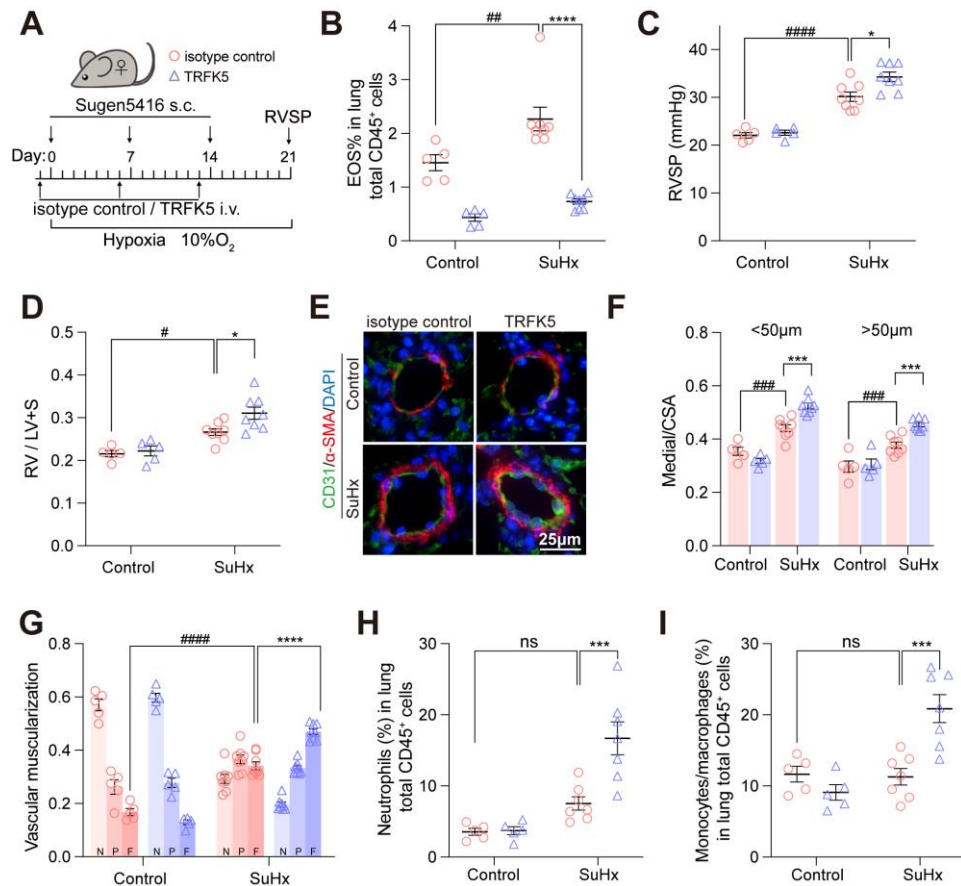 A
♀
isotype control
TRFK5
Sugen5416 s.c.
RVSP
Day: 0 7 14 21
isotype control / TRFK5 i.v.
Hypoxia 10%O₂
B
EOS% in lung
total CD45⁺ cells
4
3
2
1
0
## ****
Control SuHx
C
RVSP (mmHg)
50
40
30
20
10
0
#### *
Control SuHx
D
RV / LV+S
0.5
0.4
0.3
0.2
0.1
0.0
# *
Control SuHx
E
isotype control TRFK5
Control
SuHx
CD31/α-SMA/DAPI
25μm
F
<50μm >50μm
Medial/CSA
0.8
0.6
0.4
0.2
0.0
### *** ### ***
Control SuHx Control SuHx
G
Vascular muscularization
0.8
0.6
0.4
0.2
0.0
#### ****
N P F N P F N P F N P F
Control SuHx
H
Neutrophils (%) in lung
total CD45⁺ cells
30
20
10
0
ns ***
Control SuHx
I
Monocytes/macrophages (%)
in lung total CD45⁺ cells
30
20
10
0
ns ***
Control SuHx